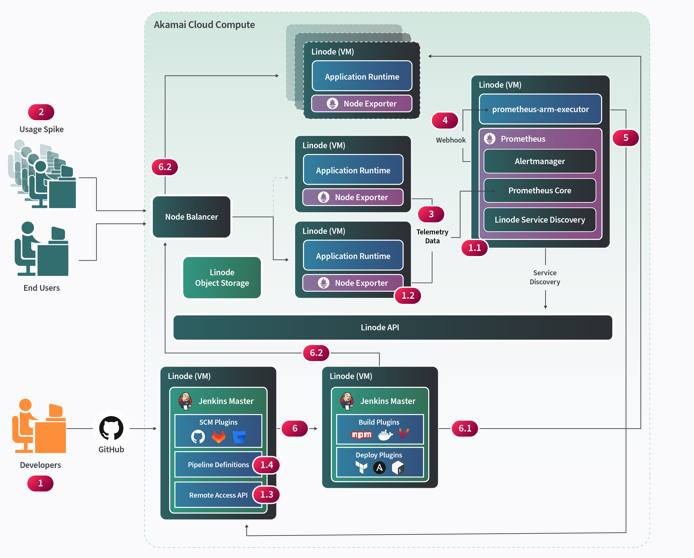 Akamai Cloud Compute
Linode (VM)
Application Runtime
Node Exporter
2
Usage Spike
End Users
6.2
Node Balancer
Linode
Object Storage
Linode (VM)
Application Runtime
Node Exporter
Linode (VM)
Application Runtime
Node Exporter
1.2
3
Telemetry
Data
4
Webhook
Linode (VM)
prometheus-arm-executor
Prometheus
Alertmanager
Prometheus Core
Linode Service Discovery
1.1
5
Service
Discovery
Linode API
6.2
Developers
1
GitHub
Linode (VM)
Jenkins Master
SCM Plugins
Pipeline Definitions
1.4
Remote Access API
1.3
6
Linode (VM)
Jenkins Master
Build Plugins
npm
Deploy Plugins
A
6.1